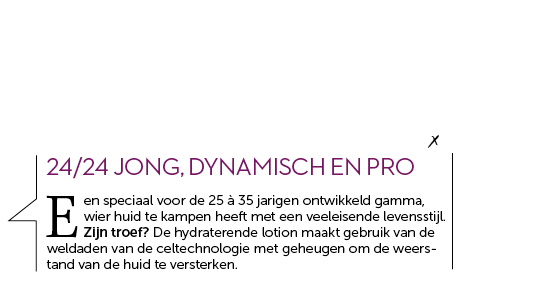 24/24 JONG, DYNAMISCH EN PRO
Een speciaal voor de 25 à 35 jarigen ontwikkeld gamma,
wier huid te kampen heeft met een veeleisende levensstijl.
Zijn troef? De hydraterende lotion maakt gebruik van de
weldaden van de celtechnologie met geheugen om de weers-
tand van de huid te versterken.